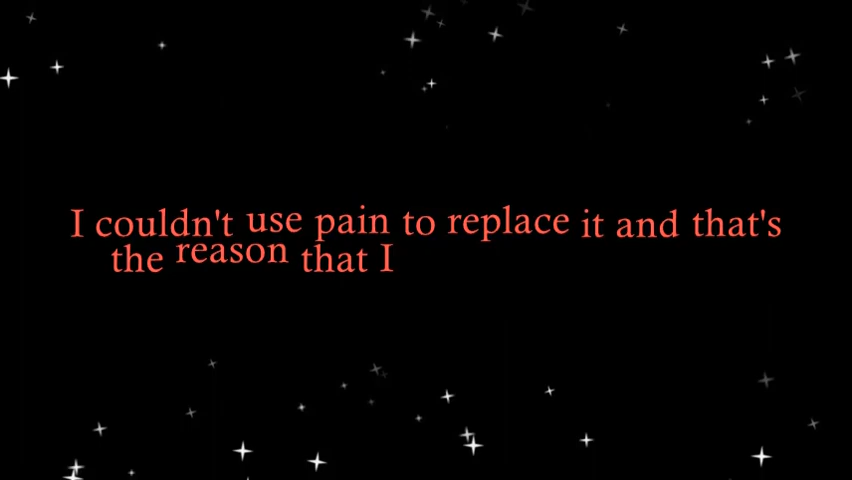 I couldn't use pain to replace it and that's
the reason that I